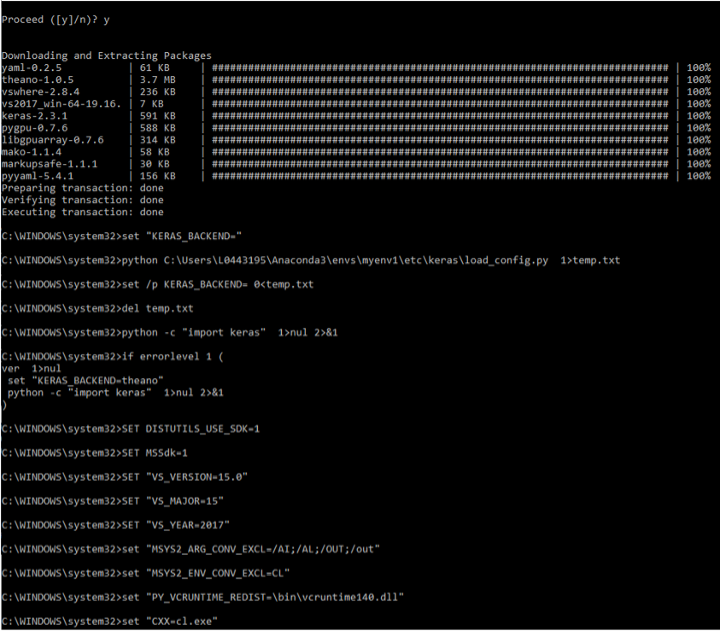 Proceed ([y]/n)? y
Downloading and Extracting Packages
yaml-0.2.5 | 61 KB | ############################################################################ | 100%
theano-1.0.5 | 3.7 MB | ############################################################################ | 100%
vswhere-2.8.4 | 236 KB | ############################################################################ | 100%
vs2017_win-64-19.16. | 7 KB | ############################################################################ | 100%
keras-2.3.1 | 591 KB | ############################################################################ | 100%
pygpu-0.7.6 | 588 KB | ############################################################################ | 100%
libgpuarray-0.7.6 | 314 KB | ############################################################################ | 100%
mako-1.1.4 | 58 KB | ############################################################################ | 100%
markupsafe-1.1.1 | 30 KB | ############################################################################ | 100%
pyyaml-5.4.1 | 156 KB | ############################################################################ | 100%
Preparing transaction: done
Verifying transaction: done
Executing transaction: done
C:\WINDOWS\system32>set "KERAS_BACKEND="
C:\WINDOWS\system32>python C:\Users\L0443195\Anaconda3\envs\myenv1\etc\keras\load_config.py  1>temp.txt
C:\WINDOWS\system32>set /p KERAS_BACKEND= 0<temp.txt
C:\WINDOWS\system32>del temp.txt
C:\WINDOWS\system32>python -c "import keras"  1>nul 2>&1
C:\WINDOWS\system32>if errorlevel 1 (
ver  1>nul
 set "KERAS_BACKEND=theano"
 python -c "import keras"  1>nul 2>&1
)
C:\WINDOWS\system32>SET DISTUTILS_USE_SDK=1
C:\WINDOWS\system32>SET MSSdk=1
C:\WINDOWS\system32>SET "VS_VERSION=15.0"
C:\WINDOWS\system32>SET "VS_MAJOR=15"
C:\WINDOWS\system32>SET "VS_YEAR=2017"
C:\WINDOWS\system32>set "MSYS2_ARG_CONV_EXCL=/AI;/AL;/OUT;/out"
C:\WINDOWS\system32>set "MSYS2_ENV_CONV_EXCL=CL"
C:\WINDOWS\system32>set "PY_VCRUNTIME_REDIST=\bin\vcruntime140.dll"
C:\WINDOWS\system32>set "CXX=cl.exe"